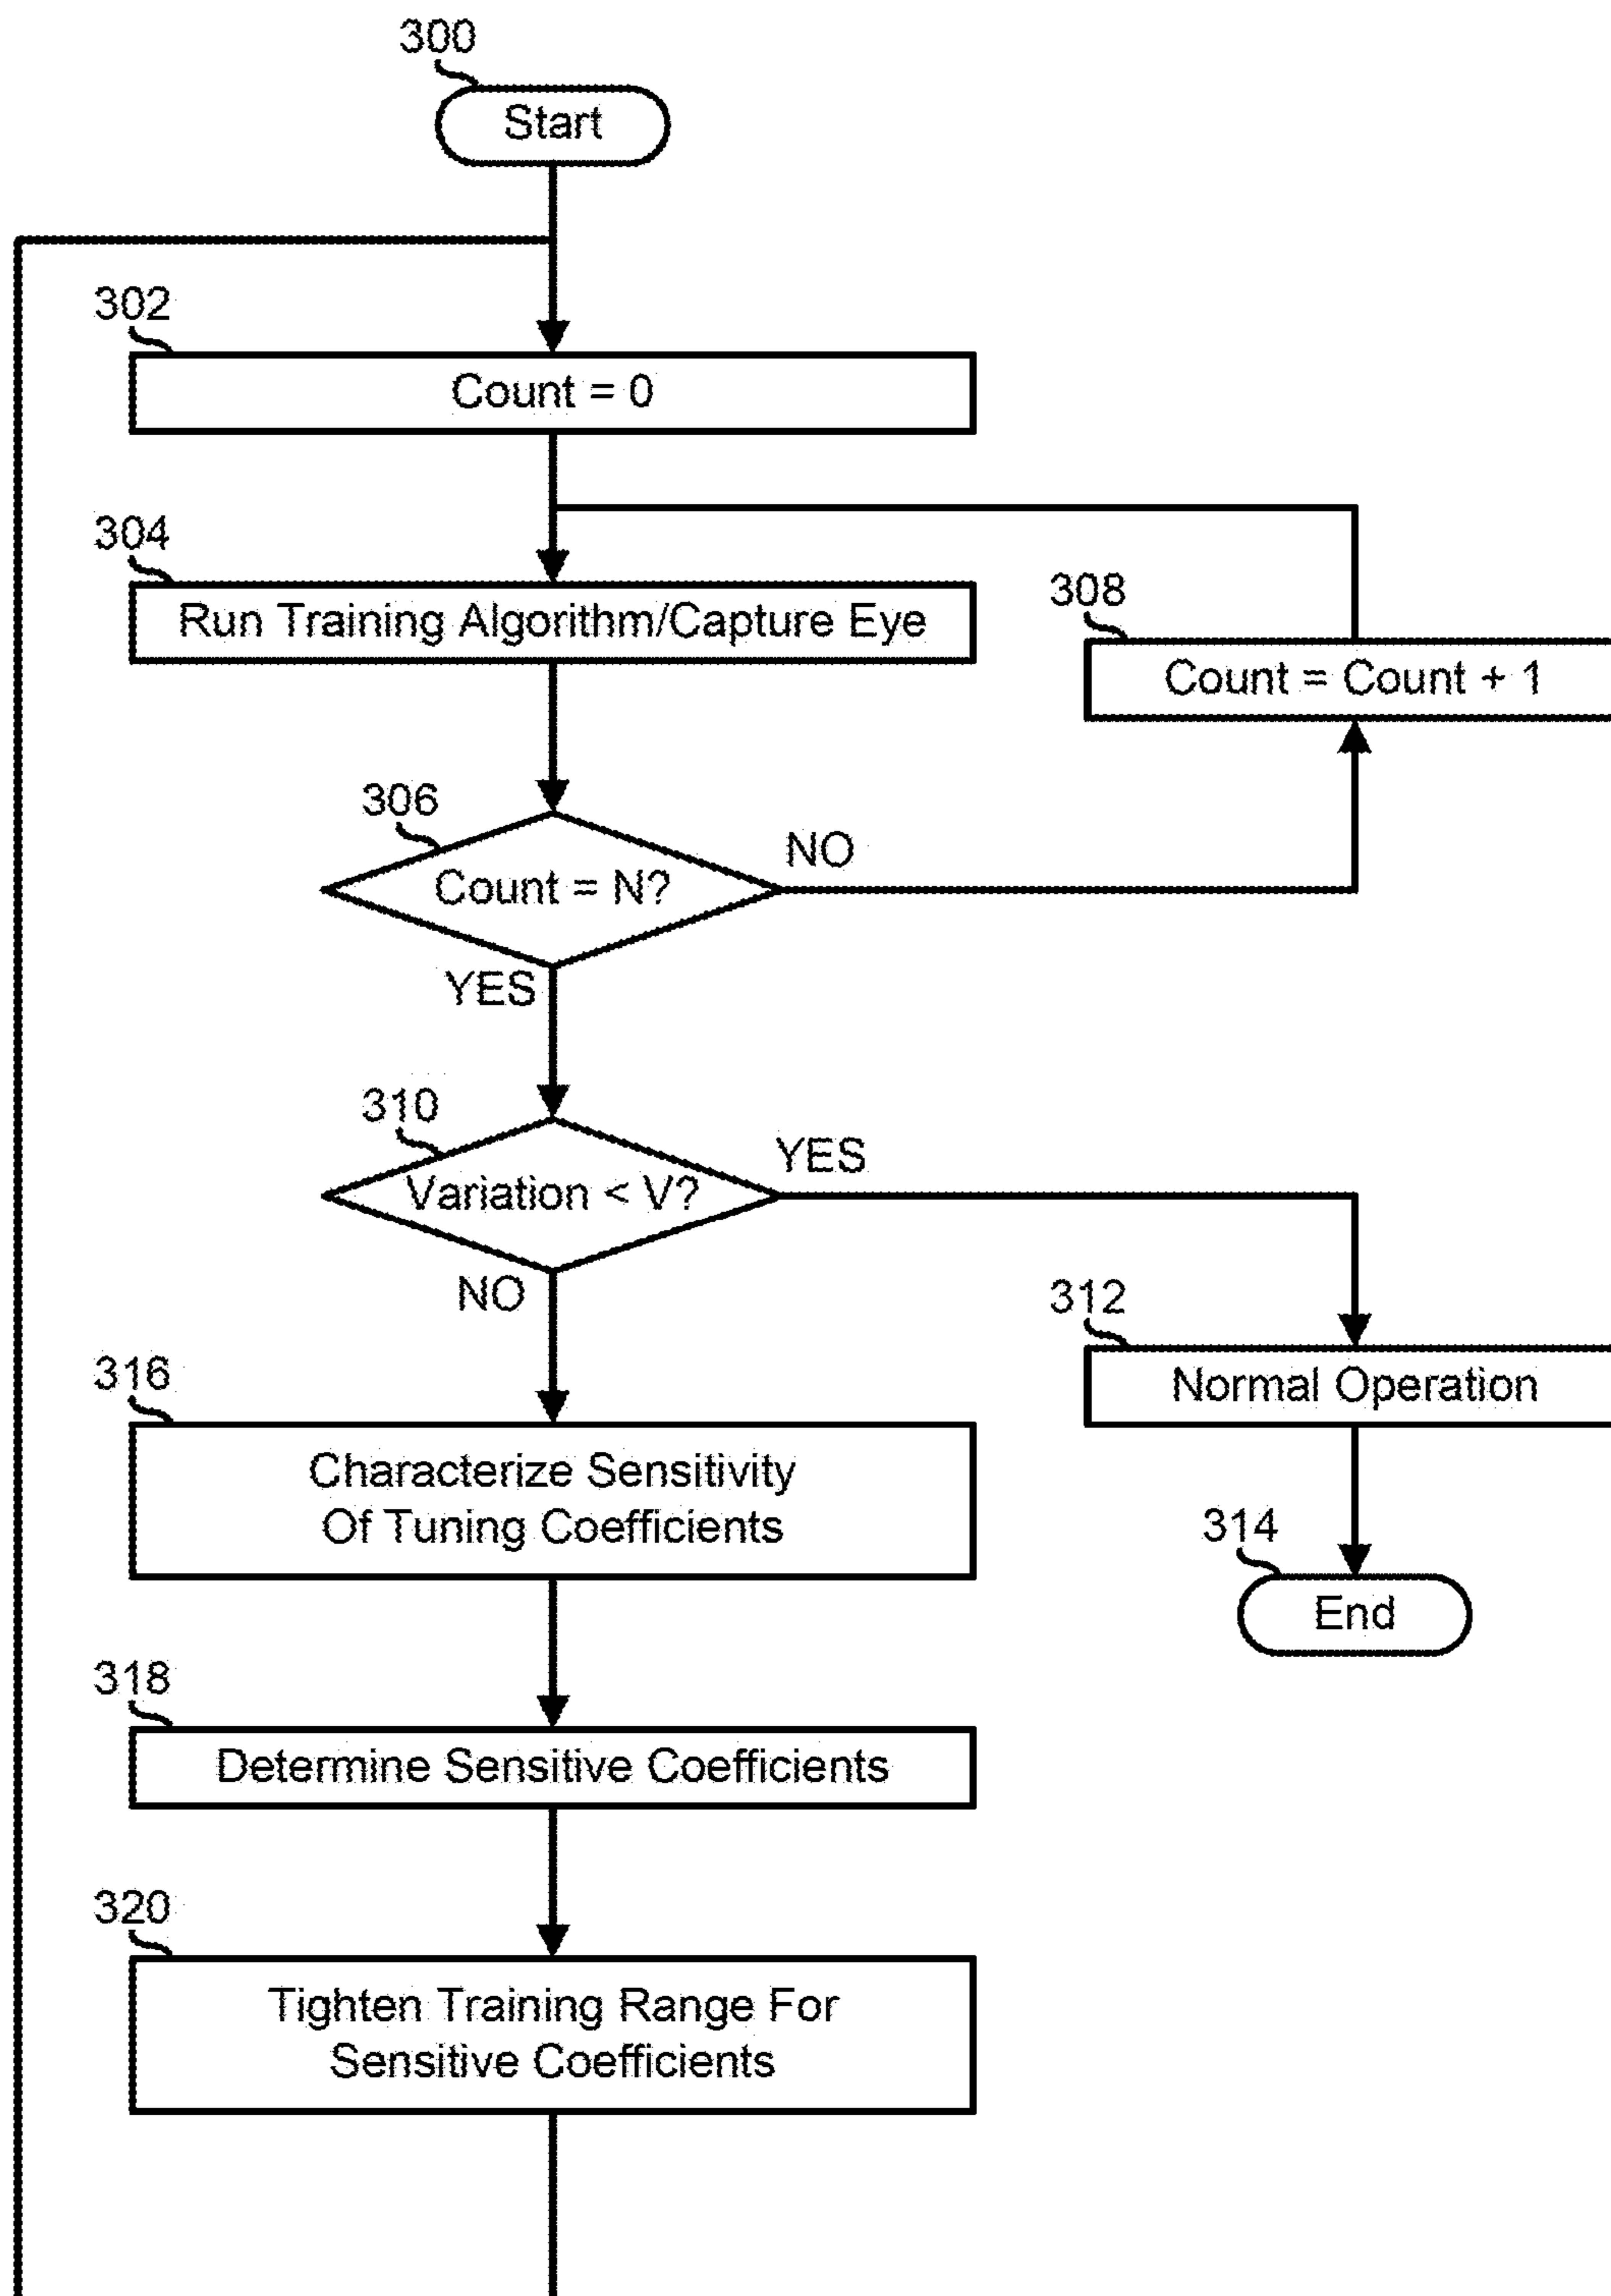 300
Start
302
Count = 0
304
Run Training Algorithm/Capture Eye
308
Count = Count + 1
306
Count = N?
NO
YES
310
Variation < V?
YES
NO
312
Normal Operation
316
Characterize Sensitivity
Of Tuning Coefficients
314
End
318
Determine Sensitive Coefficients
320
Tighten Training Range For
Sensitive Coefficients